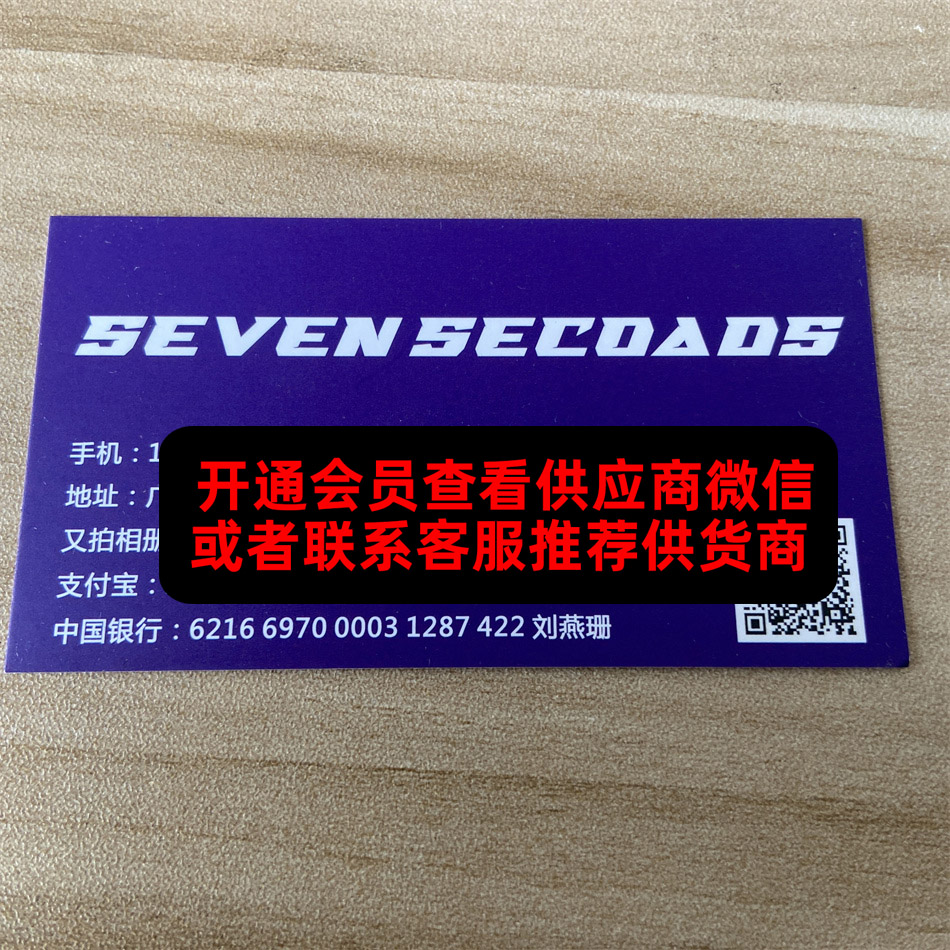 SEVEN SECOADS
手机：1
地址：广
又拍相册
支付宝：
中国银行：6216 6970 0003 1287 422 刘燕珊
开通会员查看供应商微信
或者联系客服推荐供货商